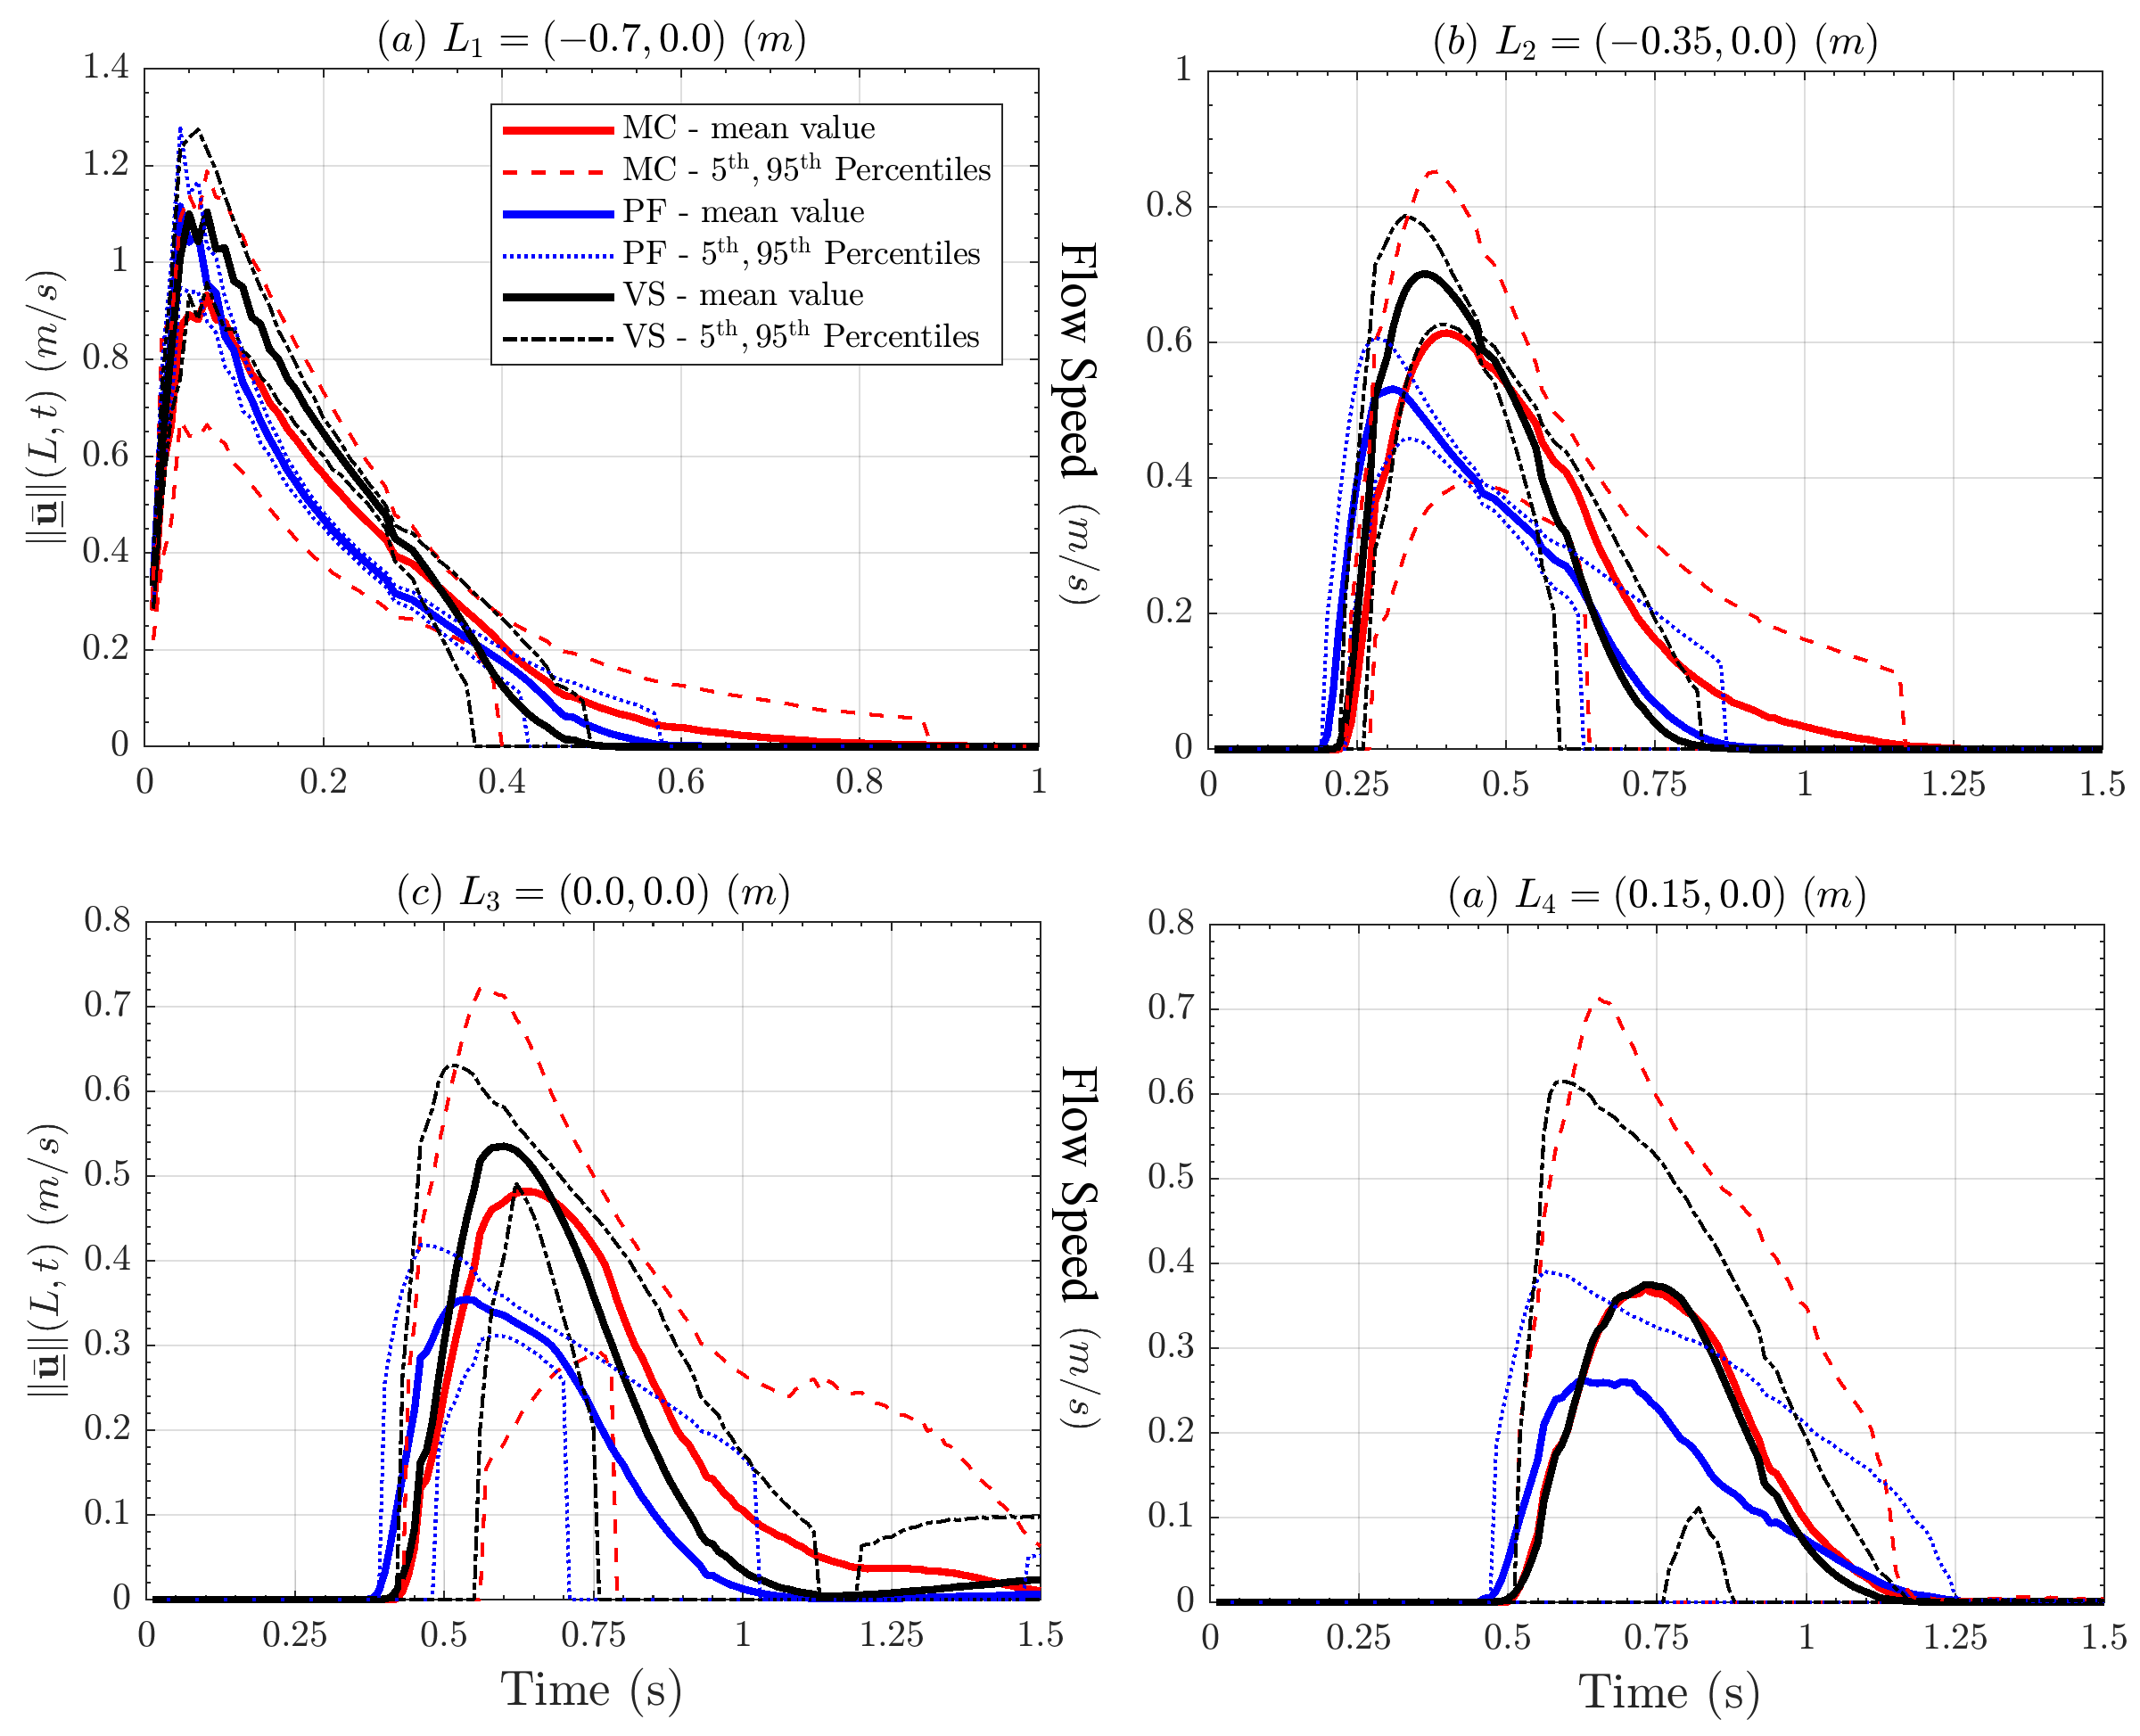 (a) L₁ = (−0.7, 0.0) (m)
1.4
1.2
1
0.8
0.6
0.4
0.2
0
0 0.2 0.4 0.6 0.8 1
||ū||(L, t) (m/s)
MC - mean value
MC - 5th, 95th Percentiles
PF - mean value
PF - 5th, 95th Percentiles
VS - mean value
VS - 5th, 95th Percentiles
(b) L₂ = (−0.35, 0.0) (m)
Flow Speed (m/s)
1
0.8
0.6
0.4
0.2
0
0 0.25 0.5 0.75 1 1.25 1.5
(c) L₃ = (0.0, 0.0) (m)
||ū||(L, t) (m/s)
0.8
0.7
0.6
0.5
0.4
0.3
0.2
0.1
0
0 0.25 0.5 0.75 1 1.25 1.5
Time (s)
(a) L₄ = (0.15, 0.0) (m)
Flow Speed (m/s)
0.8
0.7
0.6
0.5
0.4
0.3
0.2
0.1
0
0 0.25 0.5 0.75 1 1.25 1.5
Time (s)